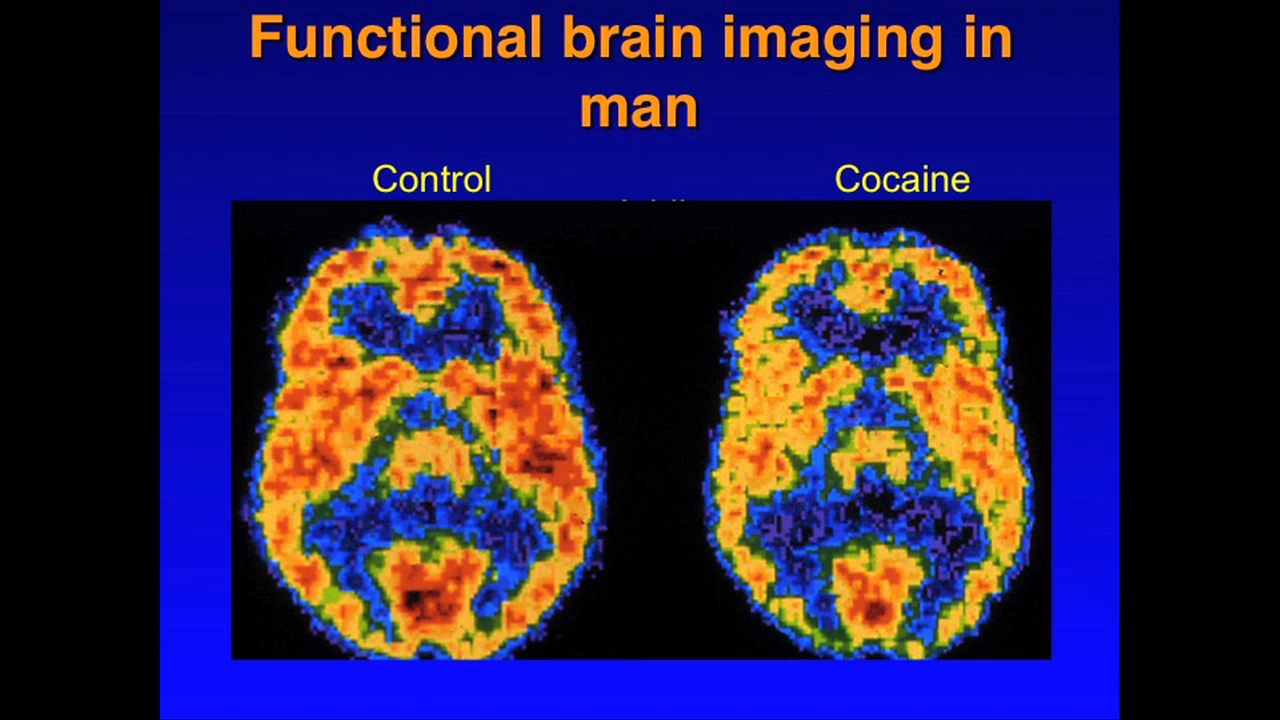 Functional brain imaging in
man
Control
Cocaine